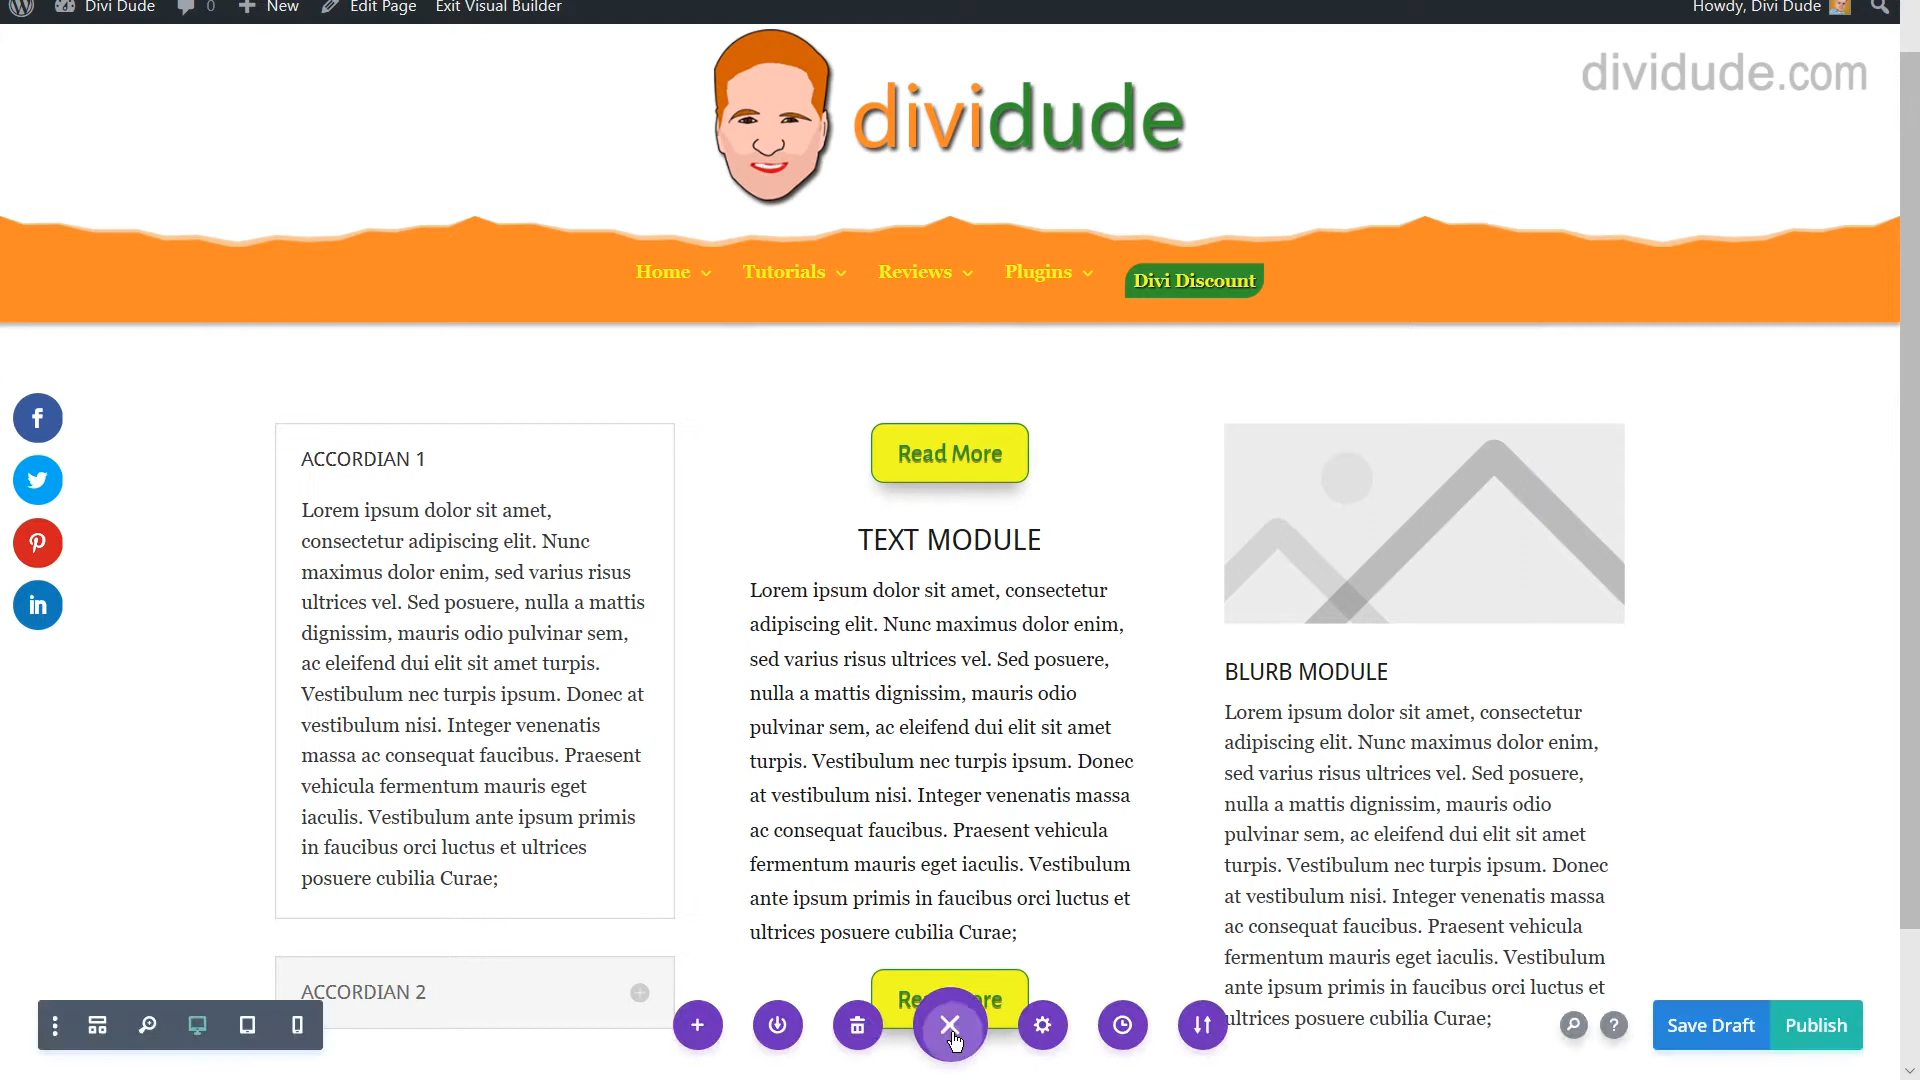 Divi Dude 0 New Edit Page Exit Visual Builder Howdy, Divi Dude
dividude
dividude.com
Home Tutorials Reviews Plugins Divi Discount
ACCORDIAN 1
Lorem ipsum dolor sit amet,
consectetur adipiscing elit. Nunc
maximus dolor enim, sed varius risus
ultrices vel. Sed posuere, nulla a mattis
dignissim, mauris odio pulvinar sem,
ac eleifend dui elit sit amet turpis.
Vestibulum nec turpis ipsum. Donec at
vestibulum nisi. Integer venenatis
massa ac consequat faucibus. Praesent
vehicula fermentum mauris eget
iaculis. Vestibulum ante ipsum primis
in faucibus orci luctus et ultrices
posuere cubilia Curae;
ACCORDIAN 2
Read More
TEXT MODULE
Lorem ipsum dolor sit amet, consectetur
adipiscing elit. Nunc maximus dolor enim,
sed varius risus ultrices vel. Sed posuere,
nulla a mattis dignissim, mauris odio
pulvinar sem, ac eleifend dui elit sit amet
turpis. Vestibulum nec turpis ipsum. Donec
at vestibulum nisi. Integer venenatis massa
ac consequat faucibus. Praesent vehicula
fermentum mauris eget iaculis. Vestibulum
ante ipsum primis in faucibus orci luctus et
ultrices posuere cubilia Curae;
BLURB MODULE
Lorem ipsum dolor sit amet, consectetur
adipiscing elit. Nunc maximus dolor enim,
sed varius risus ultrices vel. Sed posuere,
nulla a mattis dignissim, mauris odio
pulvinar sem, ac eleifend dui elit sit amet
turpis. Vestibulum nec turpis ipsum. Donec
at vestibulum nisi. Integer venenatis massa
ac consequat faucibus. Praesent vehicula
fermentum mauris eget iaculis. Vestibulum
ante ipsum primis in faucibus orci luctus et
ultrices posuere cubilia Curae;
Save Draft Publish